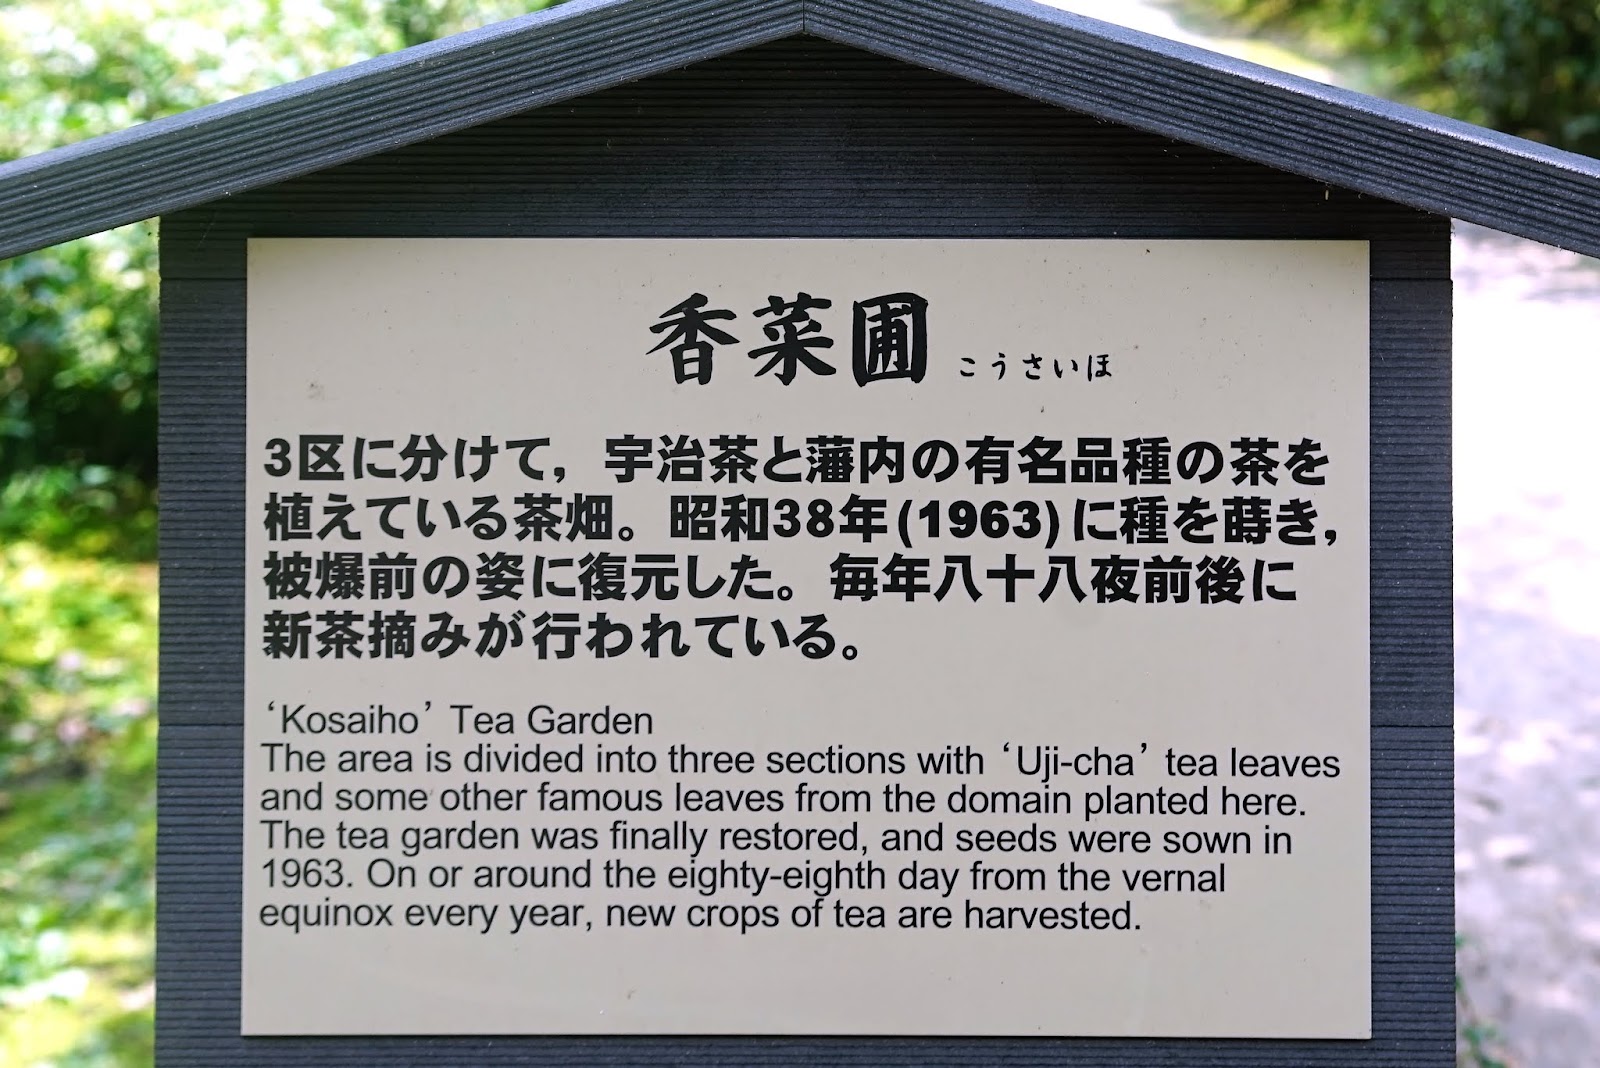 香菜圃 こうさいほ
3区に分けて，宇治茶と藩内の有名品種の茶を
植えている茶畑。昭和38年(1963)に種を蒔き，
被爆前の姿に復元した。毎年八十八夜前後に
新茶摘みが行われている。
‘Kosaiho’ Tea Garden
The area is divided into three sections with ‘Uji-cha’ tea leaves
and some other famous leaves from the domain planted here.
The tea garden was finally restored, and seeds were sown in
1963. On or around the eighty-eighth day from the vernal
equinox every year, new crops of tea are harvested.